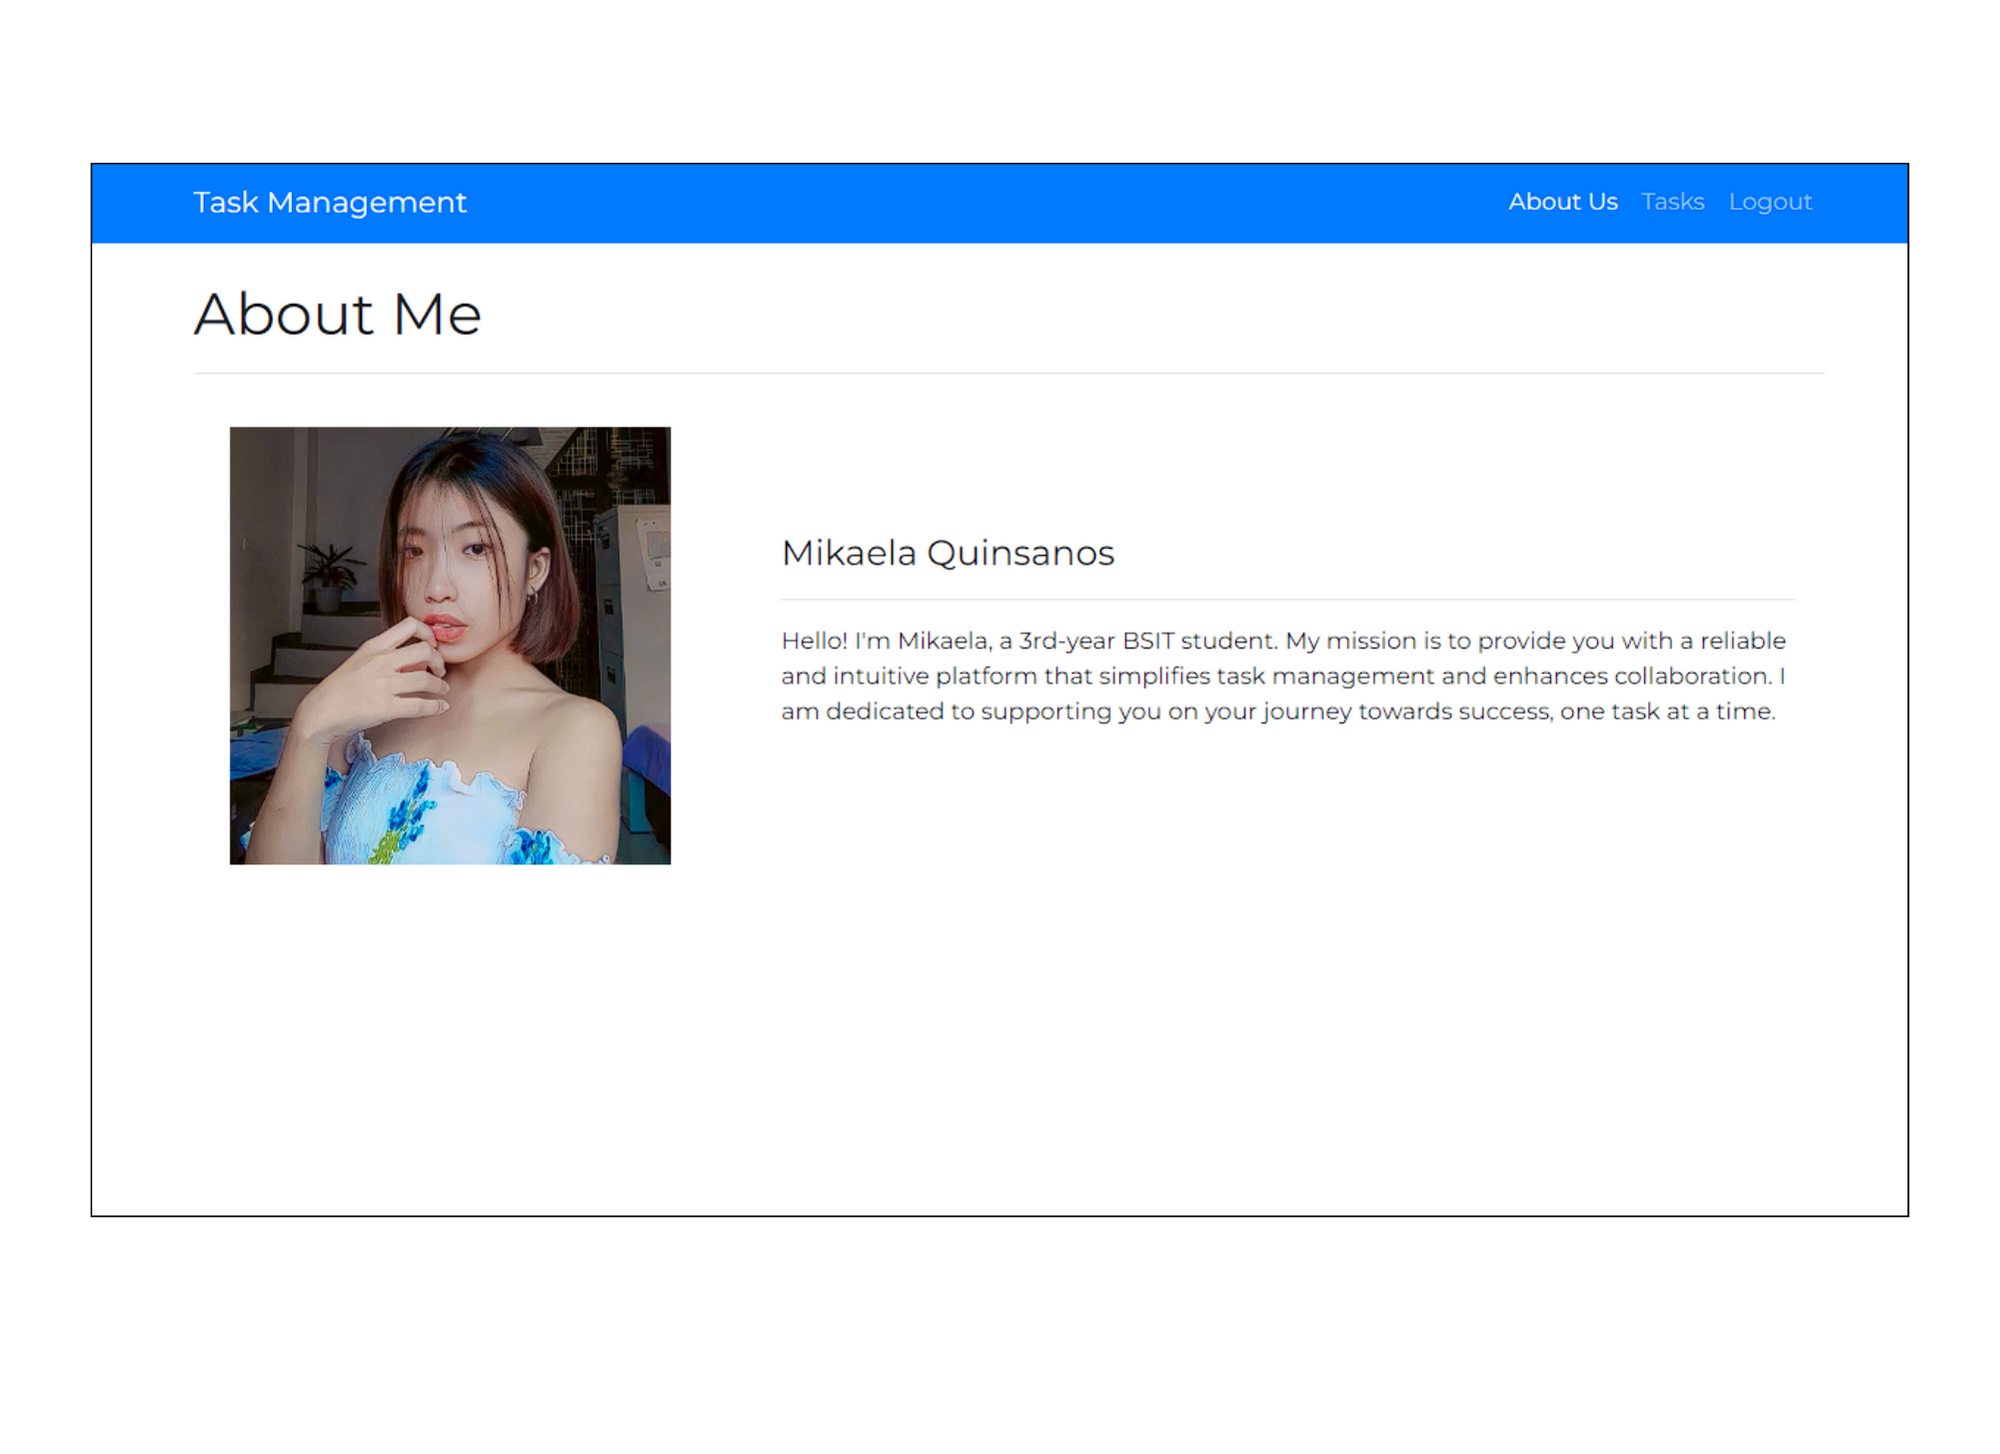 Task Management
About Us Tasks Logout
About Me
Mikaela Quinsanos
Hello! I'm Mikaela, a 3rd-year BSIT student. My mission is to provide you with a reliable
and intuitive platform that simplifies task management and enhances collaboration. I
am dedicated to supporting you on your journey towards success, one task at a time.